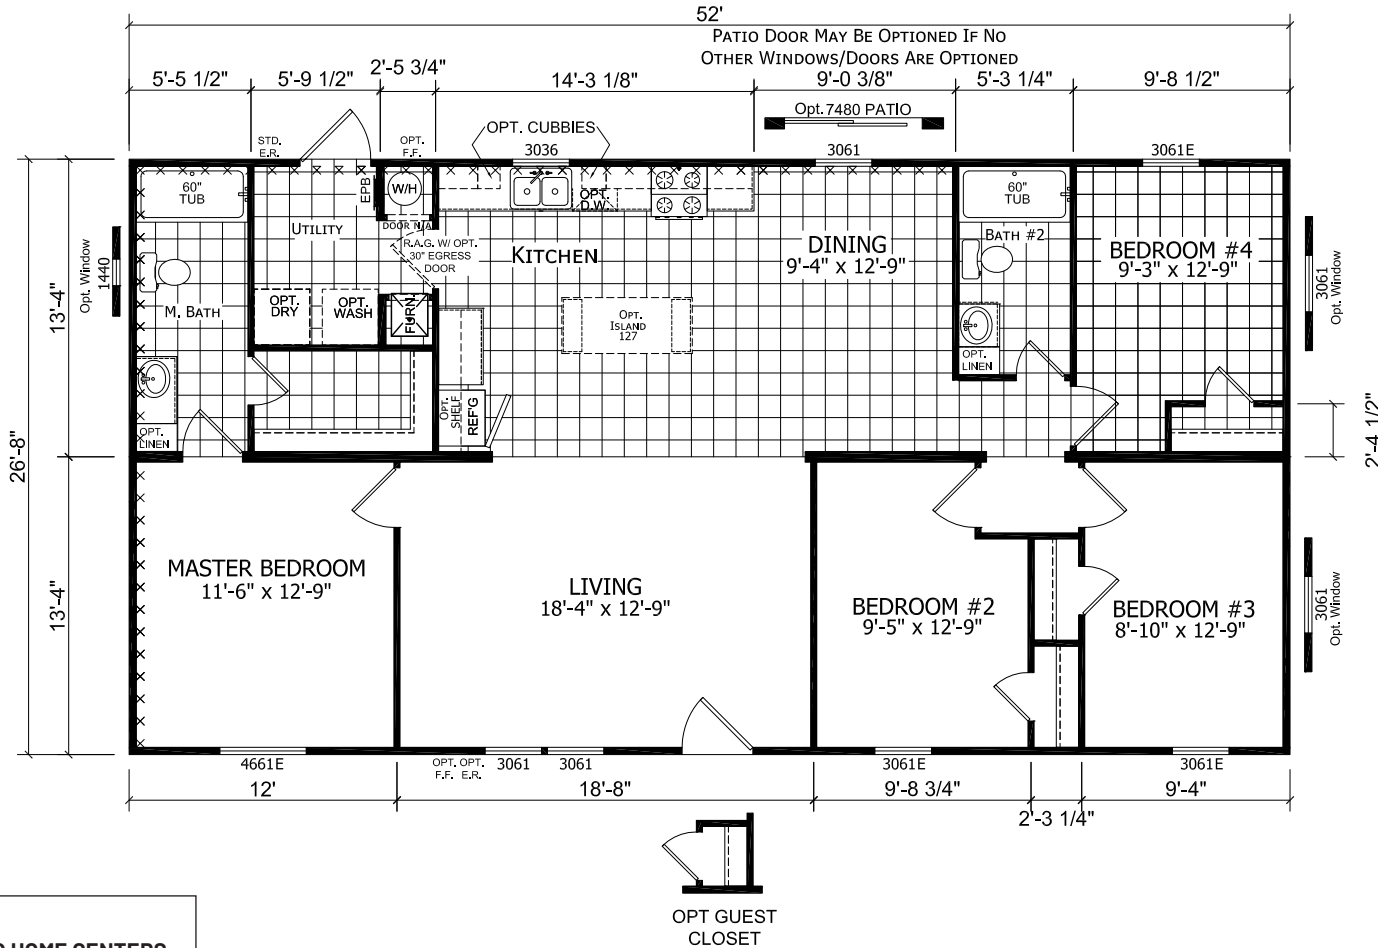 52'
PATIO DOOR MAY BE OPTIONED IF NO
OTHER WINDOWS/DOORS ARE OPTIONED
5'-5 1/2"
5'-9 1/2"
2'-5 3/4"
14'-3 1/8"
9'-0 3/8"
5'-3 1/4"
9'-8 1/2"
Opt. 7480 PATIO
STD.
E.R.
OPT.
F.F.
OPT. CUBBIES
3036
3061
3061E
60"
TUB
EPB
W/H
OPT.
D.W.
60"
TUB
UTILITY
DOOR N/A
R.A.G. W/ OPT.
30" EGRESS
DOOR
KITCHEN
DINING
9'-4" x 12'-9"
BATH #2
BEDROOM #4
9'-3" x 12'-9"
Opt. Window
1440
3061
Opt. Window
13'-4"
M. BATH
OPT.
DRY
OPT.
WASH
FURN
OPT.
ISLAND
127
OPT.
LINEN
OPT.
SHELF
REF'G
OPT.
LINEN
2'-4 1/2"
26'-8"
13'-4"
MASTER BEDROOM
11'-6" x 12'-9"
LIVING
18'-4" x 12'-9"
BEDROOM #2
9'-5" x 12'-9"
BEDROOM #3
8'-10" x 12'-9"
3061
Opt. Window
4661E
OPT. OPT.
F.F. E.R.
3061
3061
3061E
3061E
12'
18'-8"
9'-8 3/4"
2'-3 1/4"
9'-4"
OPT GUEST
CLOSET
HOME CENTERS